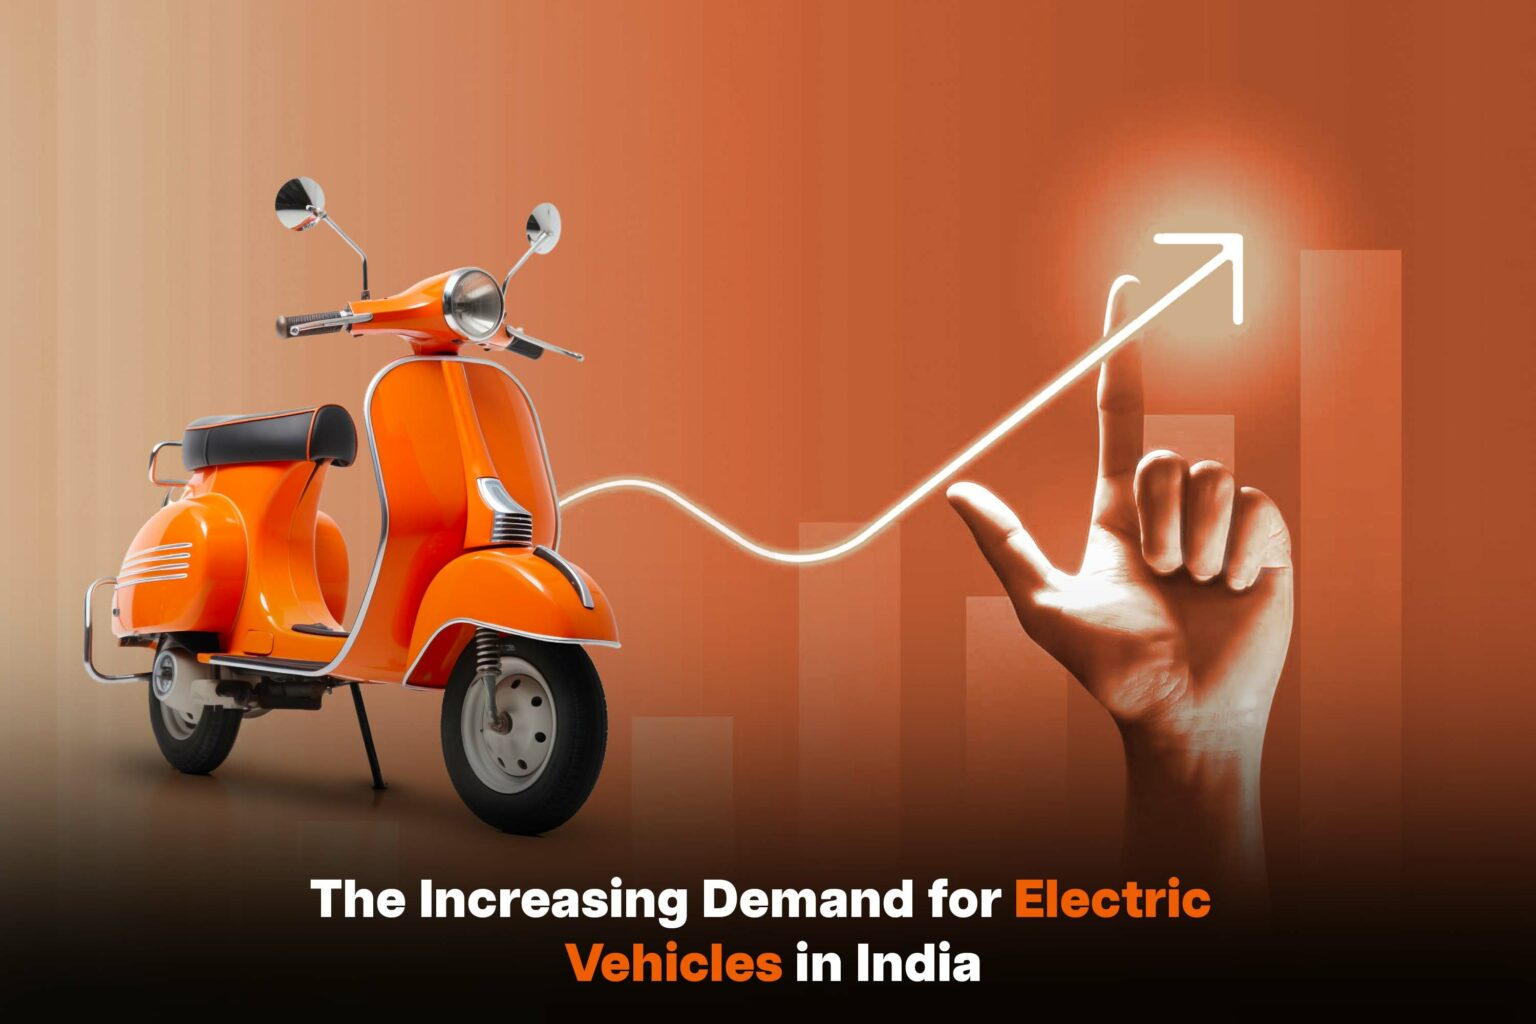 The Increasing Demand for Electric
Vehicles in India